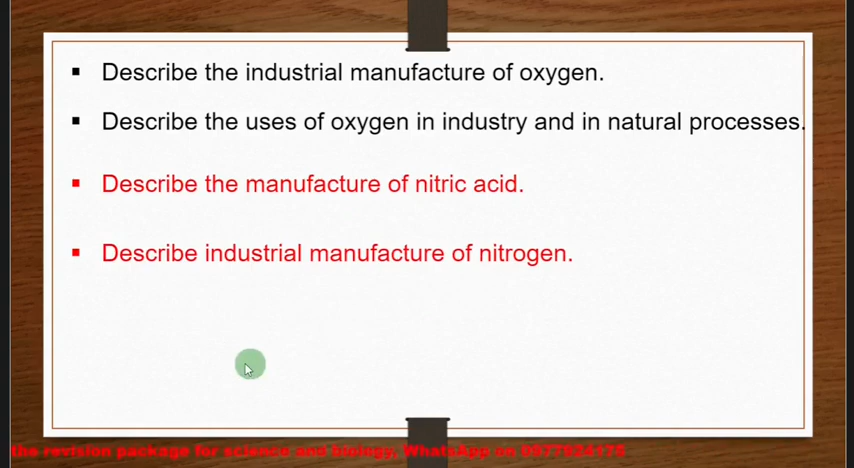 ▪ Describe the industrial manufacture of oxygen.
▪ Describe the uses of oxygen in industry and in natural processes.
▪ Describe the manufacture of nitric acid.
▪ Describe industrial manufacture of nitrogen.
the revision package for science and biology, WhatsApp on